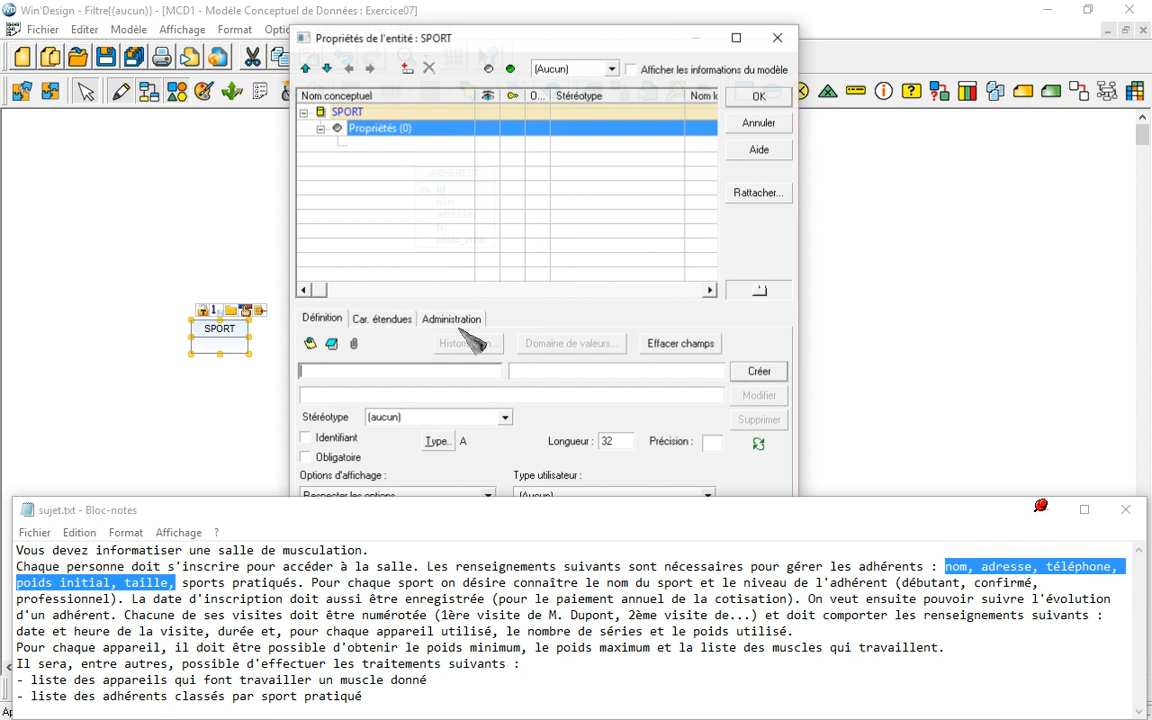 Win'Design - Filtre{(aucun)} - [MCD1 - Modèle Conceptuel de Données : Exercice07]
Fichier Editer Modèle Affichage Format
Propriétés de l'entité : SPORT
(Aucun) Afficher les informations du modèle
Nom conceptuel O... Stéréotype
SPORT
Propriétés (0)
OK
Annuler
Aide
Rattacher...
ADHERENT
id
nom
adresse
tel
SPORT
Définition Car. étendues Administration
Domaine de valeurs... Effacer champs
Créer
Modifier
Stéréotype (aucun) Supprimer
Identifiant Type.. A Longueur : 32 Précision :
Obligatoire
Options d'affichage : Type utilisateur :
Respecter les options (Aucun)
sujet.txt - Bloc-notes
Fichier Edition Format Affichage ?
Vous devez informatiser une salle de musculation.
Chaque personne doit s'inscrire pour accéder à la salle. Les renseignements suivants sont nécessaires pour gérer les adhérents : nom, adresse, téléphone,
poids initial, taille, sports pratiqués. Pour chaque sport on désire connaître le nom du sport et le niveau de l'adhérent (débutant, confirmé,
professionnel). La date d'inscription doit aussi être enregistrée (pour le paiement annuel de la cotisation). On veut ensuite pouvoir suivre l'évolution
d'un adhérent. Chacune de ses visites doit être numérotée (1ère visite de M. Dupont, 2ème visite de...) et doit comporter les renseignements suivants :
date et heure de la visite, durée et, pour chaque appareil utilisé, le nombre de séries et le poids utilisé.
Pour chaque appareil, il doit être possible d'obtenir le poids minimum, le poids maximum et la liste des muscles qui travaillent.
Il sera, entre autres, possible d'effectuer les traitements suivants :
- liste des appareils qui font travailler un muscle donné
- liste des adhérents classés par sport pratiqué